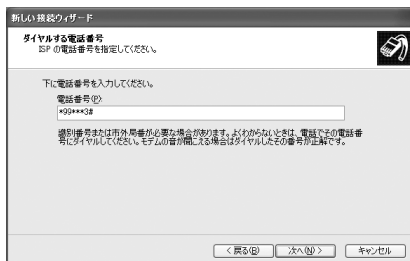 新しい接続ウィザード
ダイヤルする電話番号
ISP の電話番号を指定してください。
下に電話番号を入力してください。
電話番号(P):
*99***3#
識別番号または市外局番が必要な場合があります。よくわからないときは、電話でその電話番
号にダイヤルしてください。モデムの音が聞こえる場合はダイヤルしたその番号が正解です。
< 戻る(B)
次へ(N) >
キャンセル